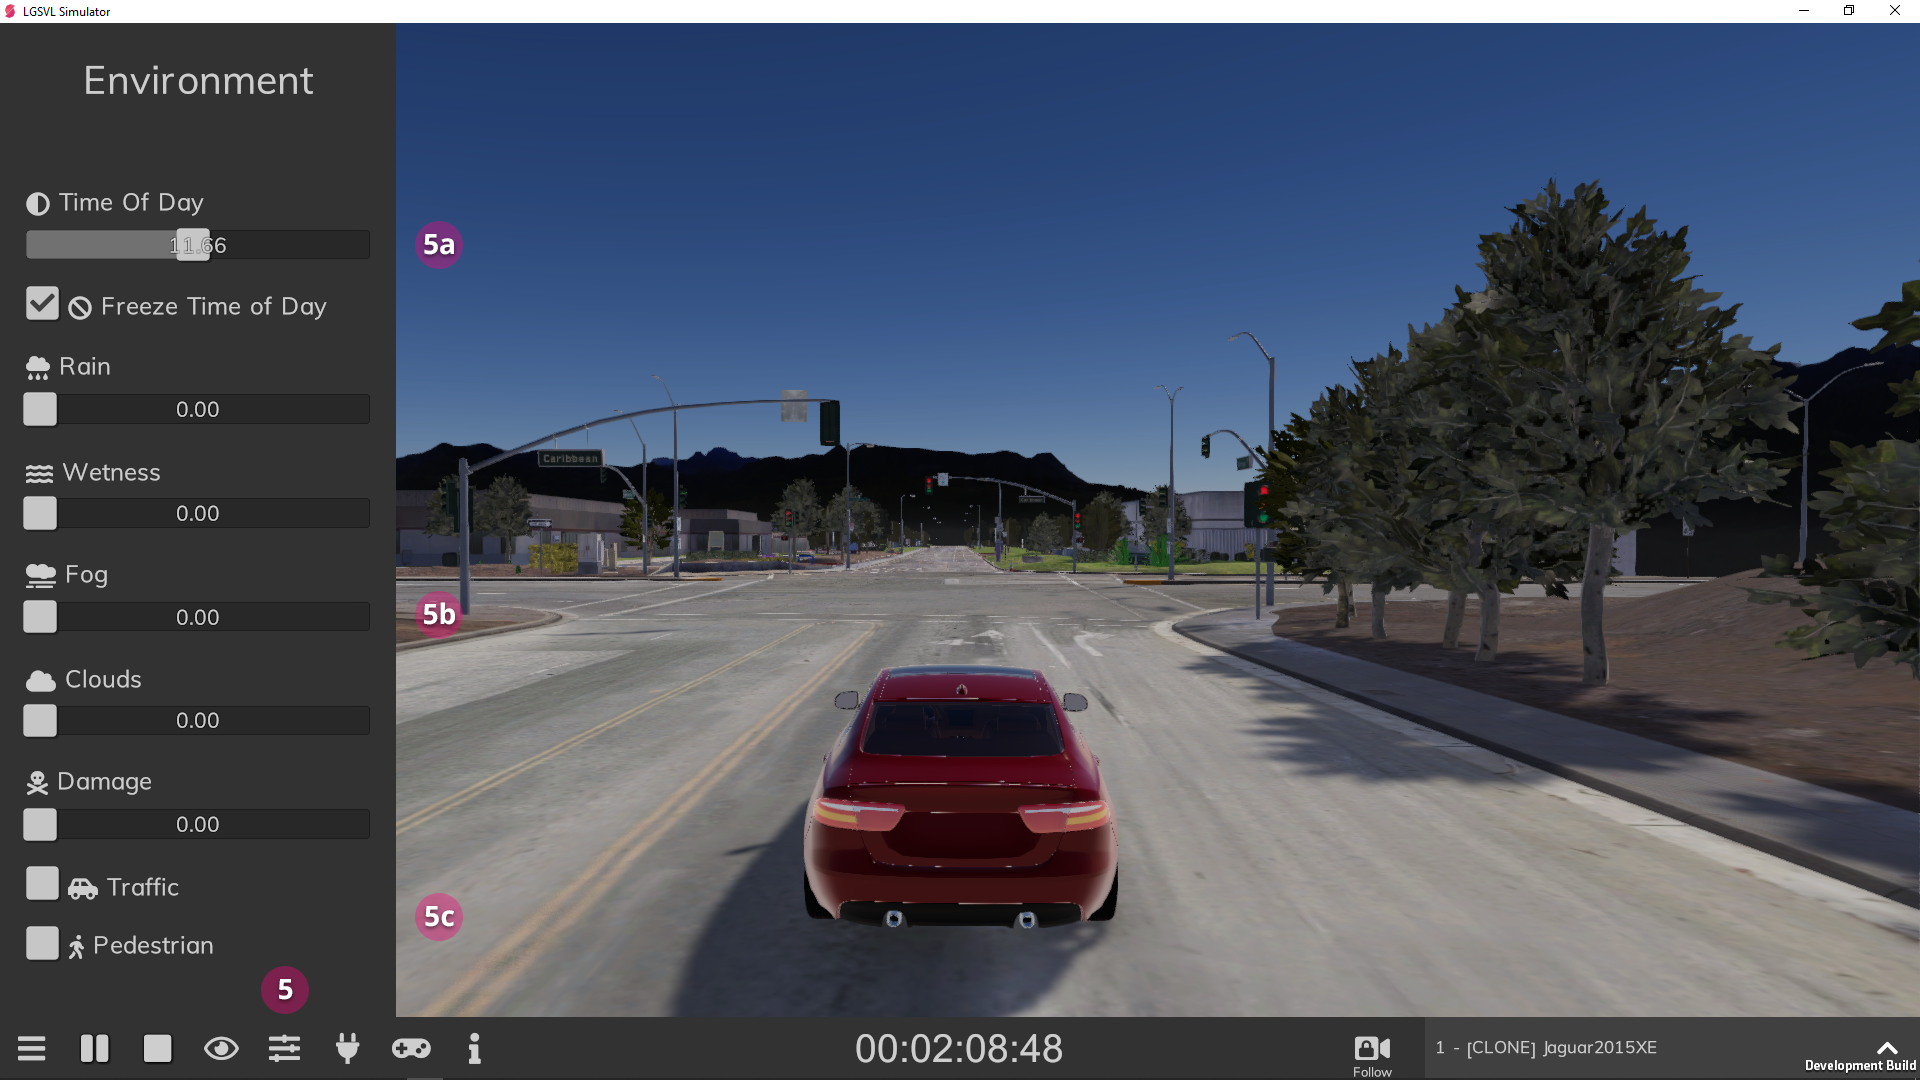 LGSVL Simulator
Environment
Time Of Day
11.66
5a
Freeze Time of Day
Rain
0.00
Wetness
0.00
Caribbean
Fog
0.00
5b
Clouds
0.00
Damage
0.00
Traffic
5c
Pedestrian
5
00:02:08:48
Follow
1 - [CLONE] Jaguar2015XE
Development Build